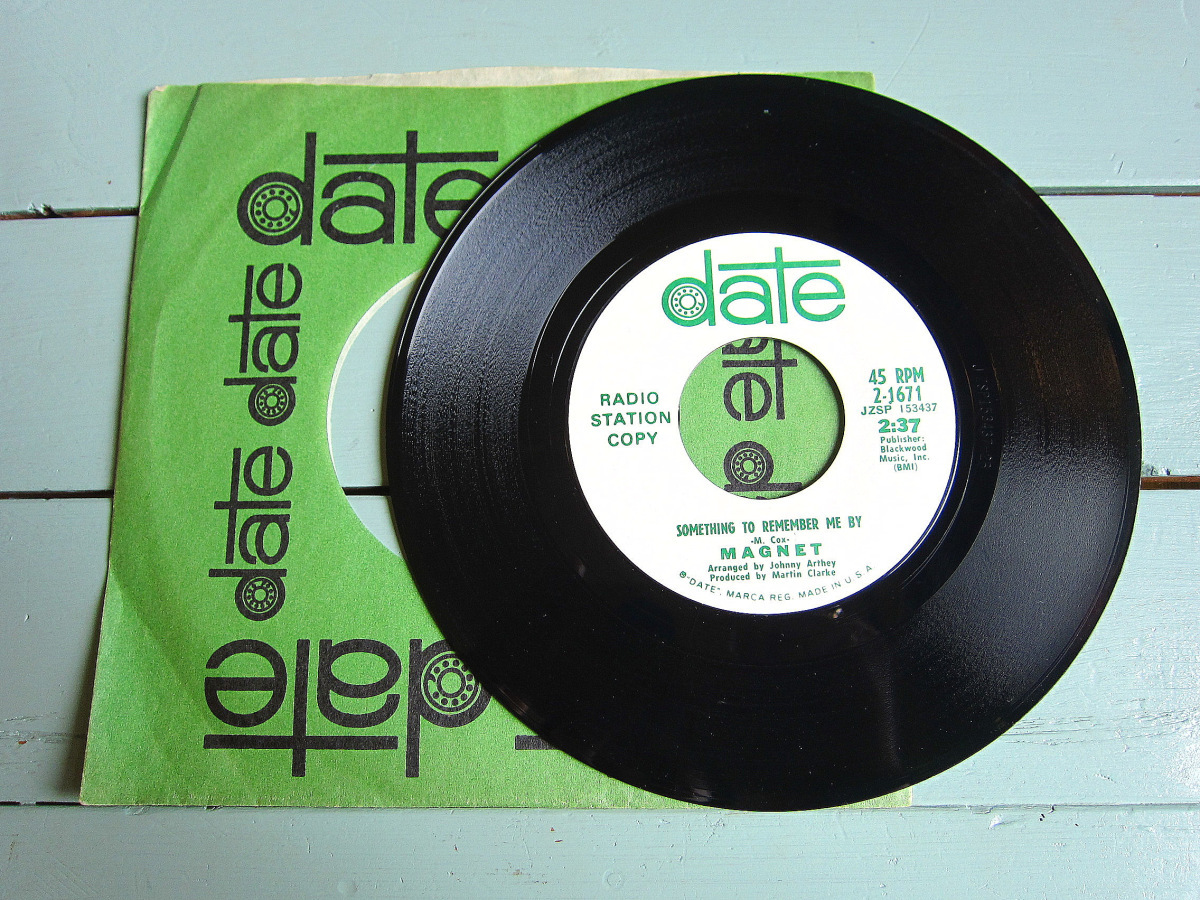 date
date
date
date
date
date
date
RADIO
STATION
COPY
45 RPM
2-1671
JZSP 153437
2:37
Publisher:
Blackwood
Music, Inc.
(BMI)
SOMETHING TO REMEMBER ME BY
-M. Cox-
MAGNET
Arranged by Johnny Arthey
Produced by Martin Clarke
℗"DATE", MARCA REG. MADE IN U.S.A